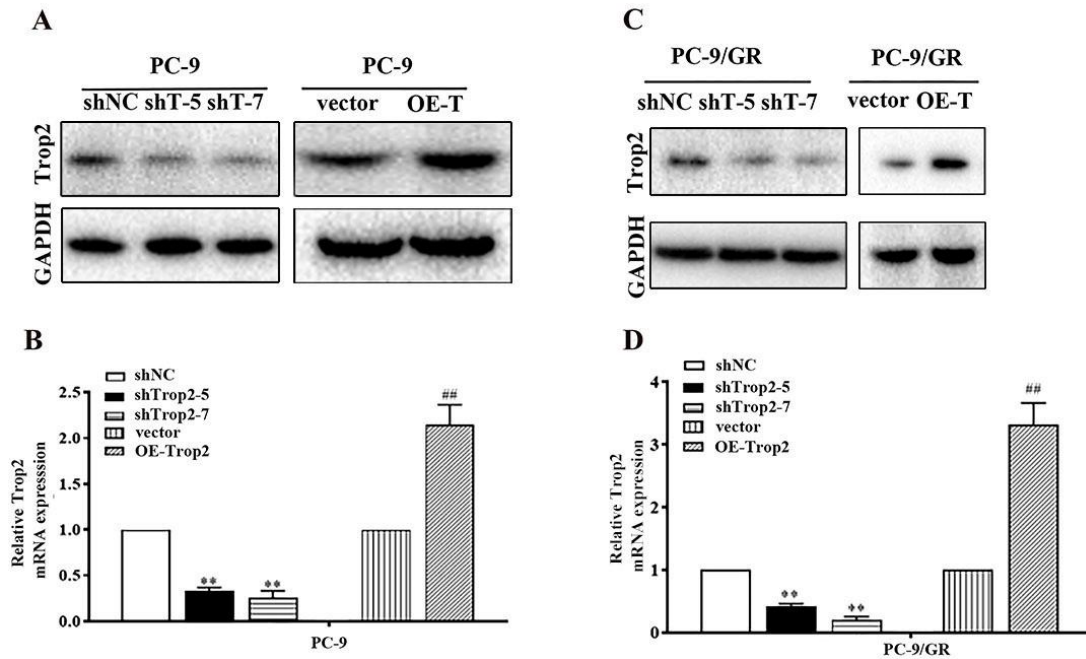 A
PC-9
shNC shT-5 shT-7
PC-9
vector OE-T
Trop2
GAPDH
C
PC-9/GR
shNC shT-5 shT-7
PC-9/GR
vector OE-T
Trop2
GAPDH
B
shNC
shTrop2-5
shTrop2-7
vector
OE-Trop2
Relative Trop2
mRNA expresssion
2.5
2.0
1.0
0.5
0.0
**
**
##
PC-9
D
shNC
shTrop2-5
shTrop2-7
vector
OE-Trop2
Relative Trop2
mRNA expression
4
3
2
1
0
**
**
##
PC-9/GR